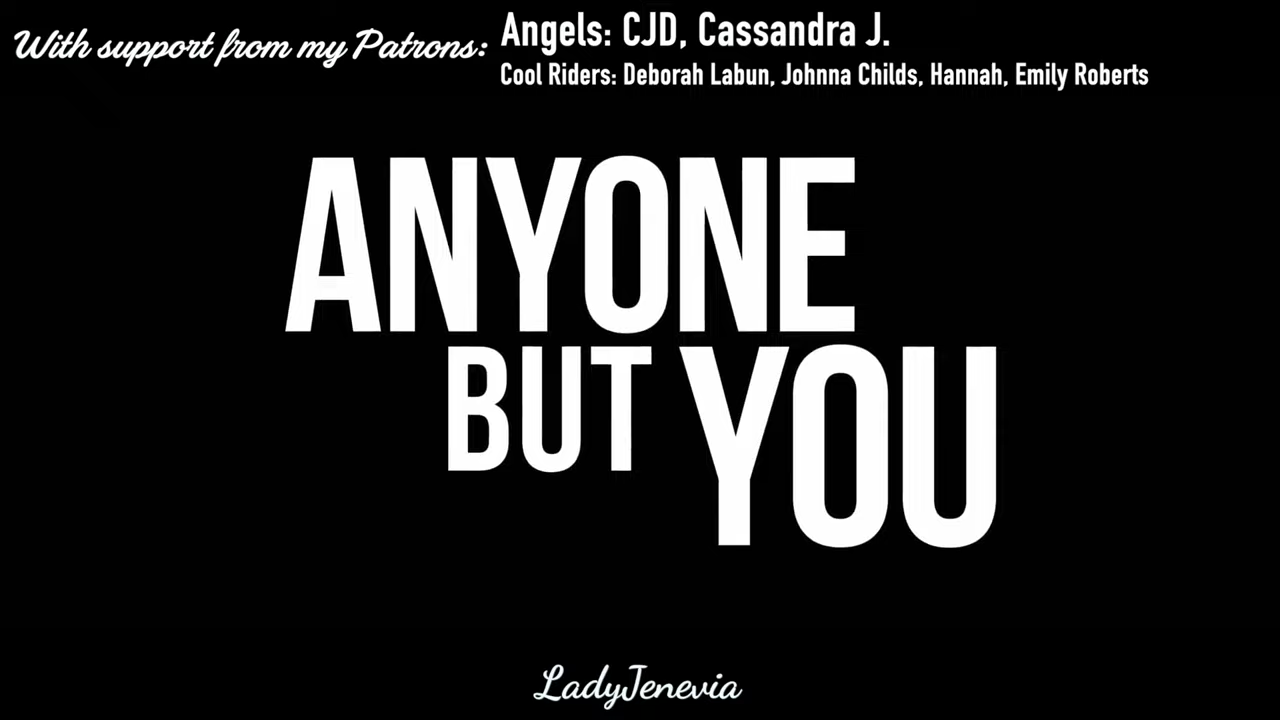 With support from my Patrons:
Angels: CJD, Cassandra J.
Cool Riders: Deborah Labun, Johnna Childs, Hannah, Emily Roberts
ANYONE
BUT YOU
LadyJenevia